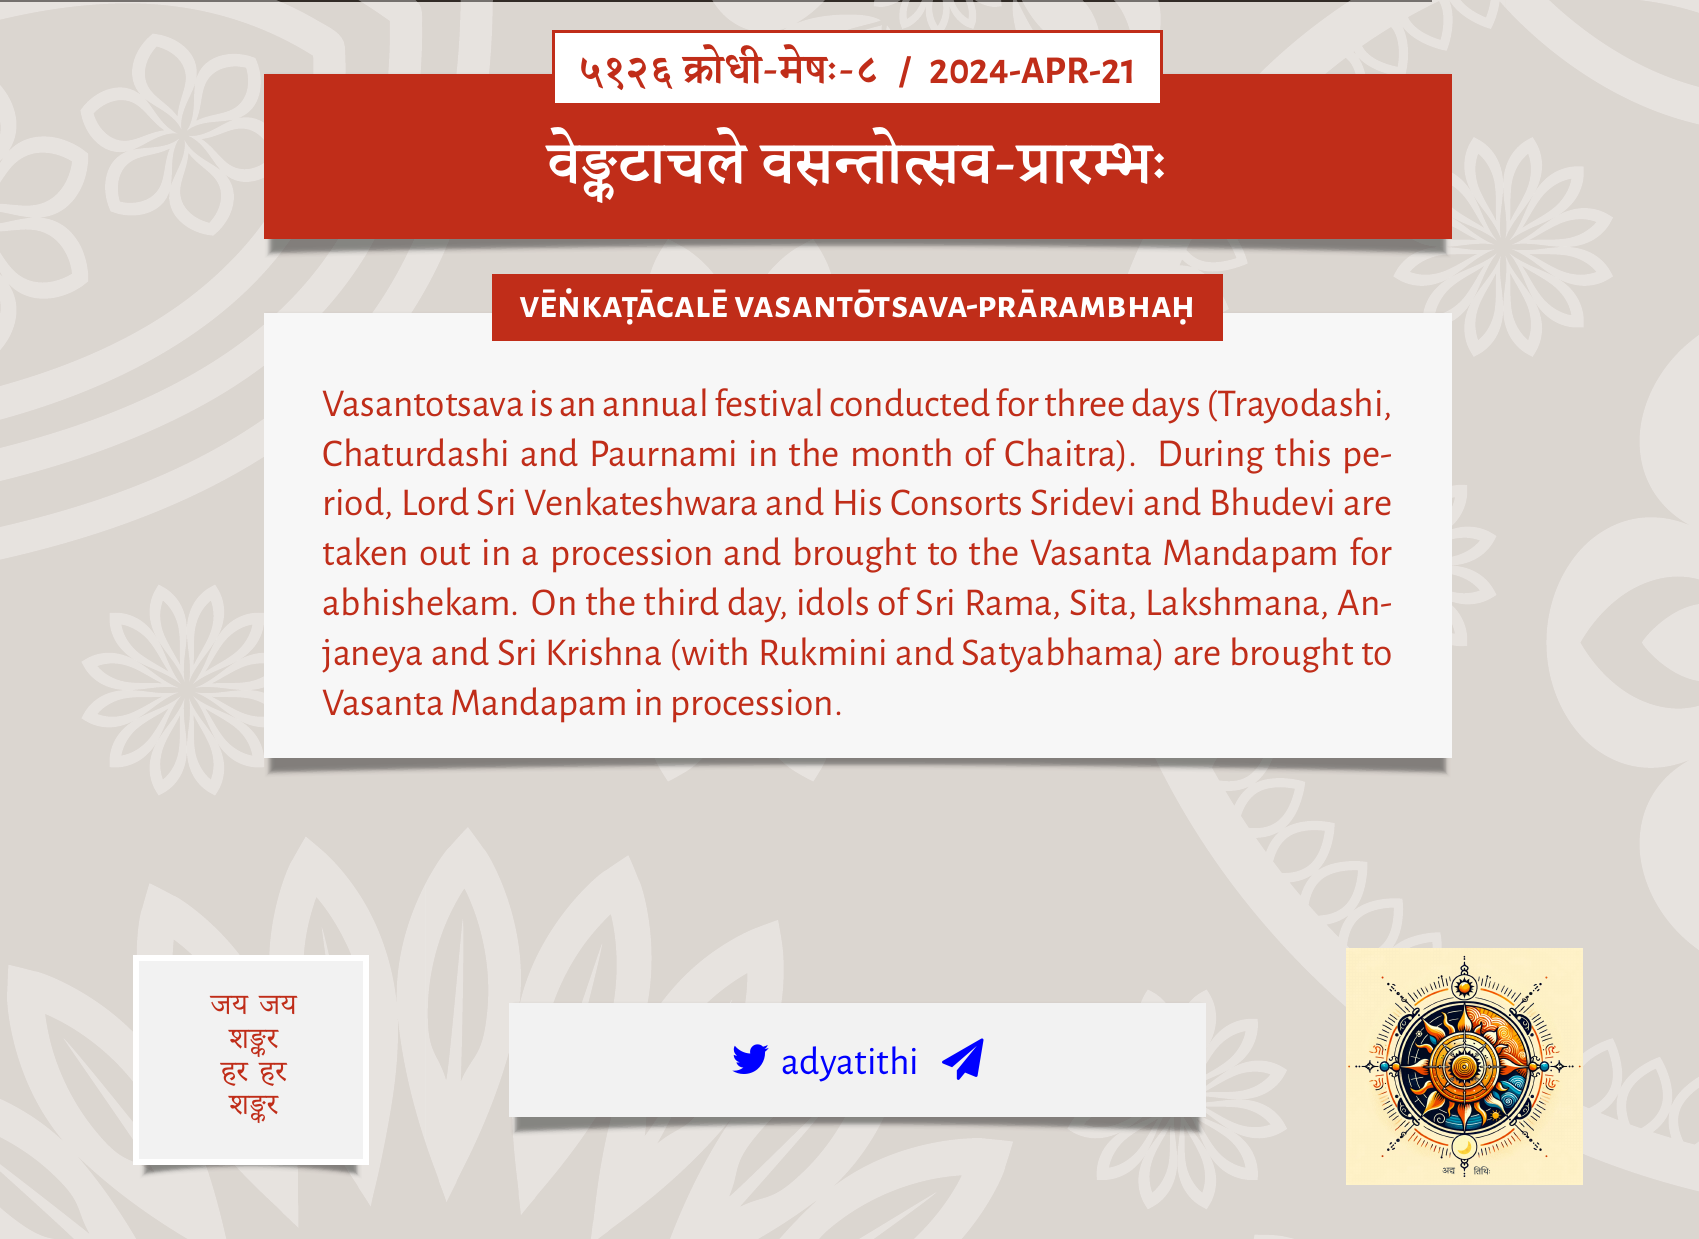 ५१२६ क्रोधी-मेषः-८ / 2024-APR-21
वेङ्कटाचले वसन्तोत्सव-प्रारम्भः
VĒṄKAṬĀCALĒ VASANTŌTSAVA-PRĀRAMBHAḤ
Vasantotsava is an annual festival conducted for three days (Trayodashi,
Chaturdashi and Paurnami in the month of Chaitra). During this pe-
riod, Lord Sri Venkateshwara and His Consorts Sridevi and Bhudevi are
taken out in a procession and brought to the Vasanta Mandapam for
abhishekam. On the third day, idols of Sri Rama, Sita, Lakshmana, An-
janeya and Sri Krishna (with Rukmini and Satyabhama) are brought to
Vasanta Mandapam in procession.
जय जय
शङ्कर
हर हर
शङ्कर
adyatithi
अद्य तिथिः